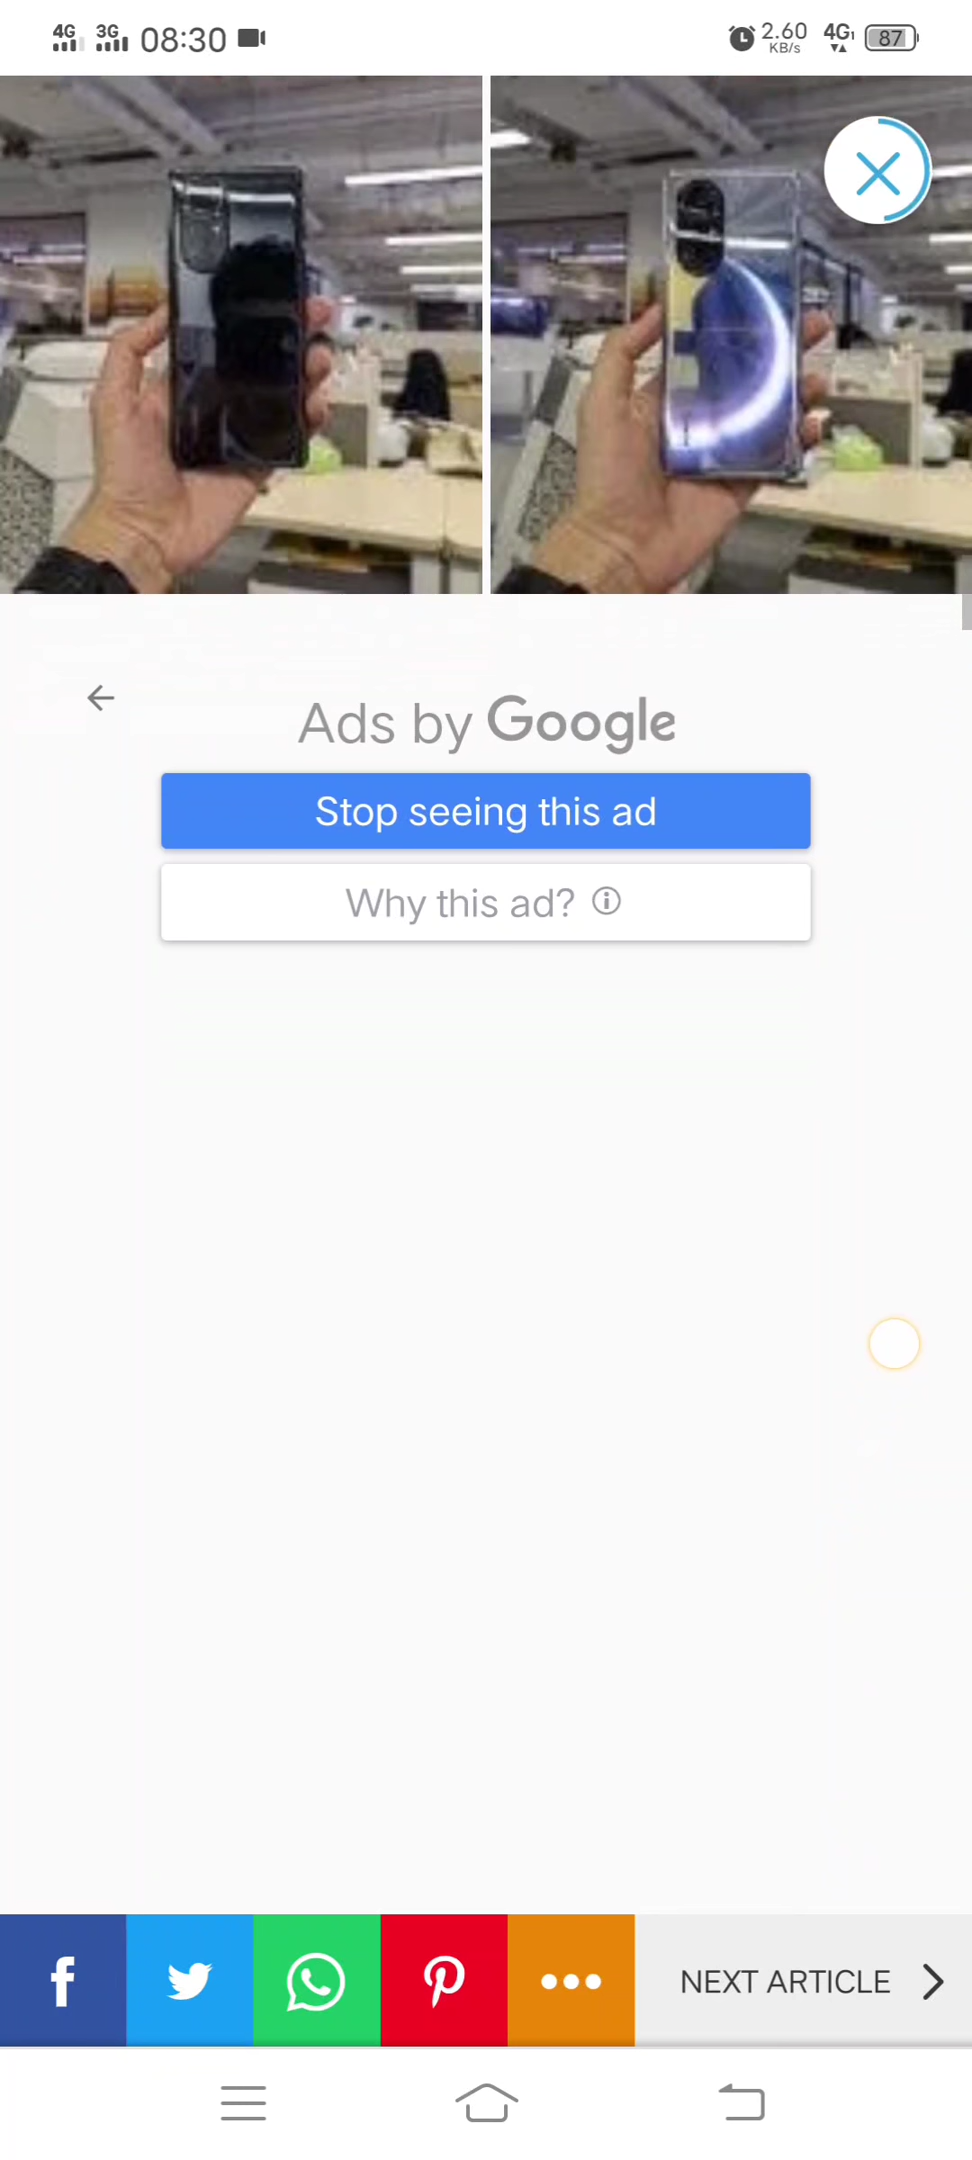 4G 3G 08:30 2.60 KB/s 4G1 87
Ads by Google
Stop seeing this ad
Why this ad?
NEXT ARTICLE